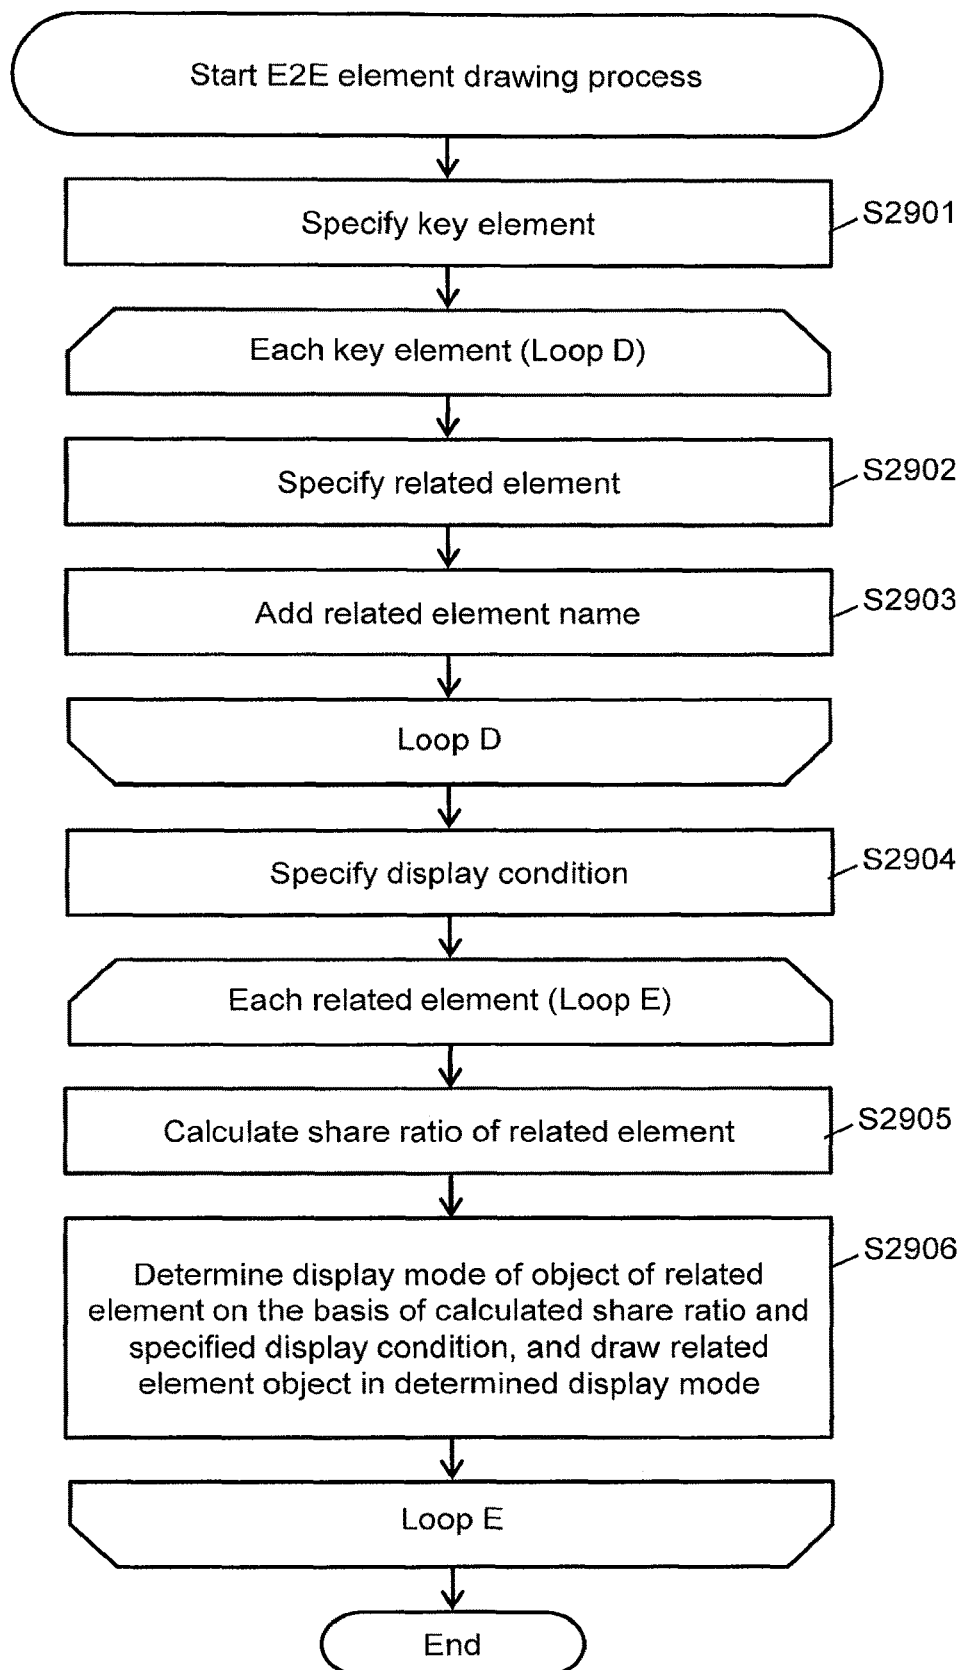 Start E2E element drawing process
Specify key element
S2901
Each key element (Loop D)
Specify related element
S2902
Add related element name
S2903
Loop D
Specify display condition
S2904
Each related element (Loop E)
Calculate share ratio of related element
S2905
Determine display mode of object of related
element on the basis of calculated share ratio and
specified display condition, and draw related
element object in determined display mode
S2906
Loop E
End